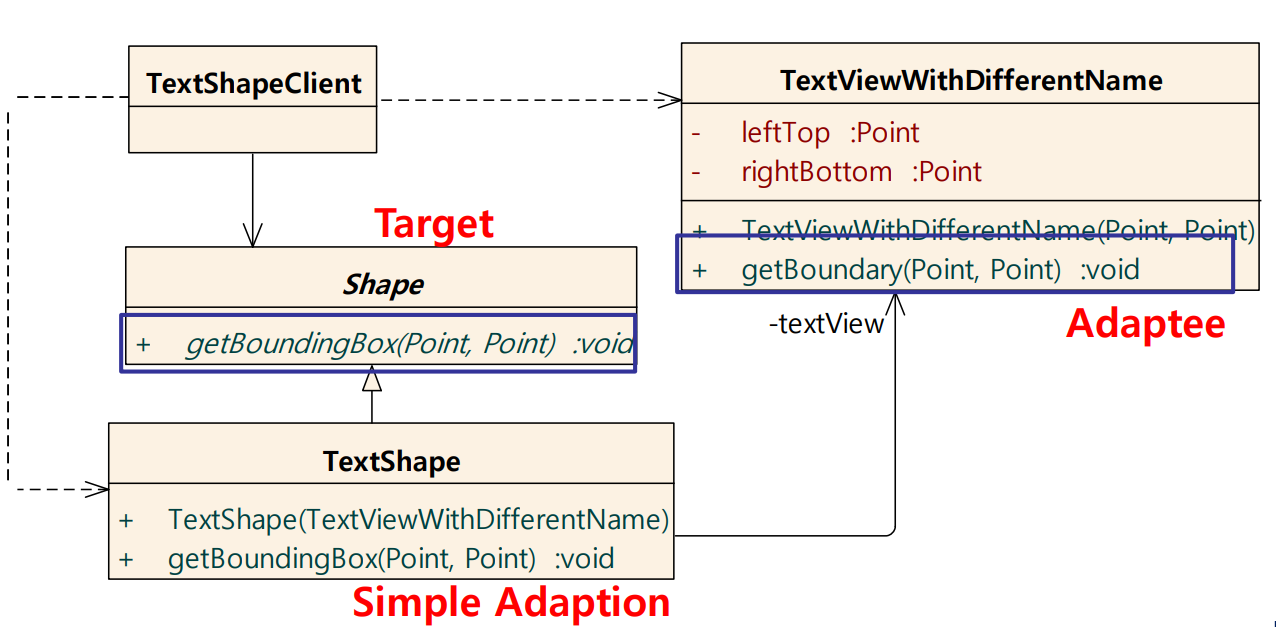 TextShapeClient
TextViewWithDifferentName
- leftTop :Point
- rightBottom :Point
+ TextViewWithDifferentName(Point, Point)
+ getBoundary(Point, Point) :void
Target
Shape
+ getBoundingBox(Point, Point) :void
-textView
Adaptee
TextShape
+ TextShape(TextViewWithDifferentName)
+ getBoundingBox(Point, Point) :void
Simple Adaption